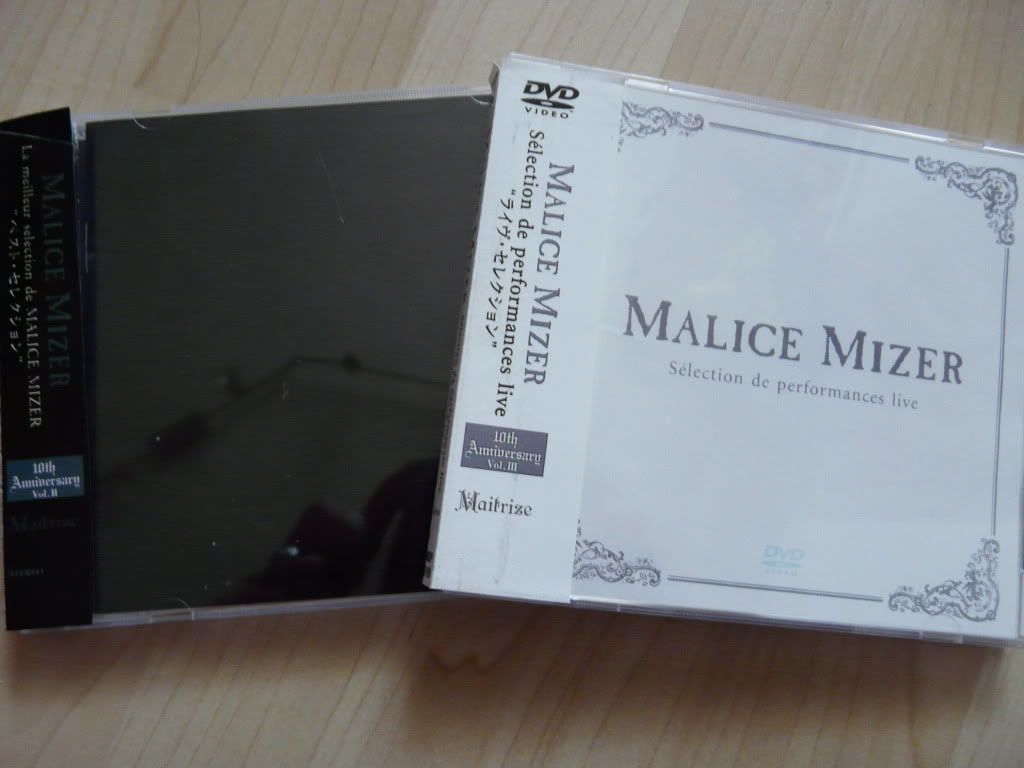 MALICE MIZER
La meilleur sélection de MALICE MIZER
"ベスト・セレクション"
10th
Anniversary
Vol. II
Maitrize
STEREO
DVD
VIDEO
MALICE MIZER
Sélection de performances live
"ライヴ・セレクション"
10th
Anniversary
Vol. III
Maitrize
MALICE MIZER
Sélection de performances live
DVD
VIDEO